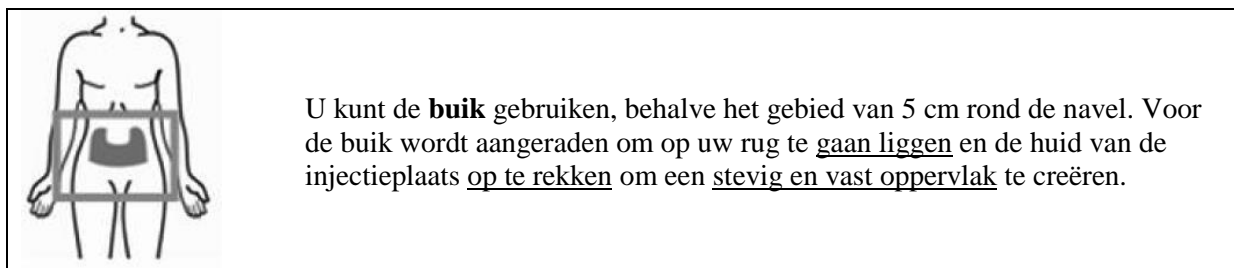 U kunt de buik gebruiken, behalve het gebied van 5 cm rond de navel. Voor
de buik wordt aangeraden om op uw rug te gaan liggen en de huid van de
injectieplaats op te rekken om een stevig en vast oppervlak te creëren.